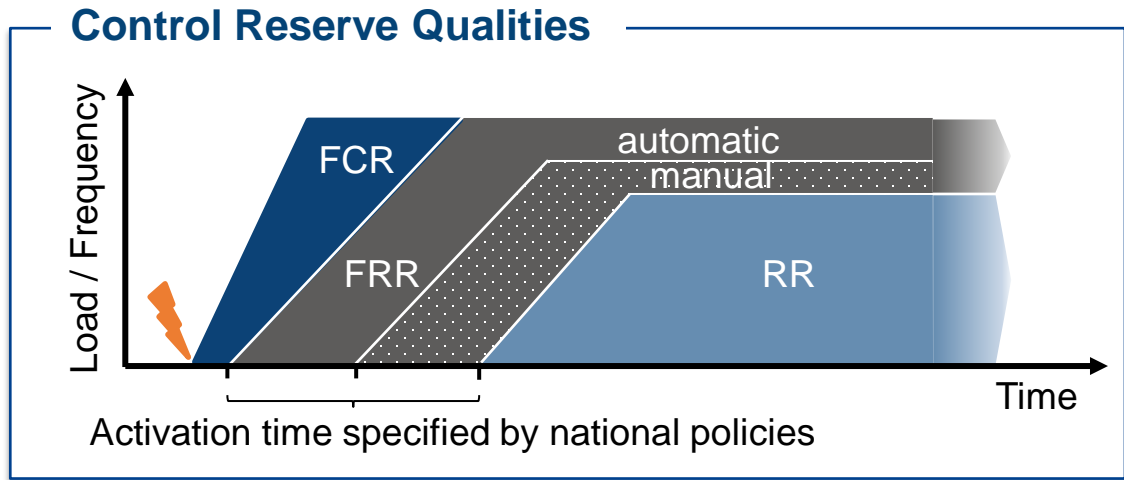 Control Reserve Qualities
Load / Frequency
FCR
automatic
manual
FRR
RR
Time
Activation time specified by national policies